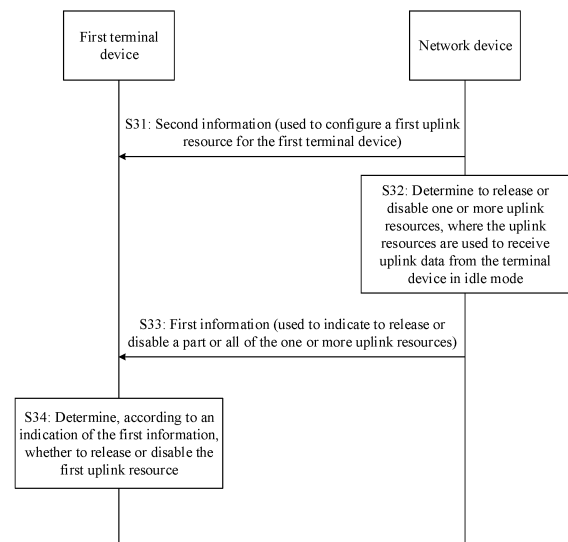 First terminal
device
Network device
S31: Second information (used to configure a first uplink
resource for the first terminal device)
S32: Determine to release or
disable one or more uplink
resources, where the uplink
resources are used to receive
uplink data from the terminal
device in idle mode
S33: First information (used to indicate to release or
disable a part or all of the one or more uplink resources)
S34: Determine, according to an
indication of the first information,
whether to release or disable the
first uplink resource